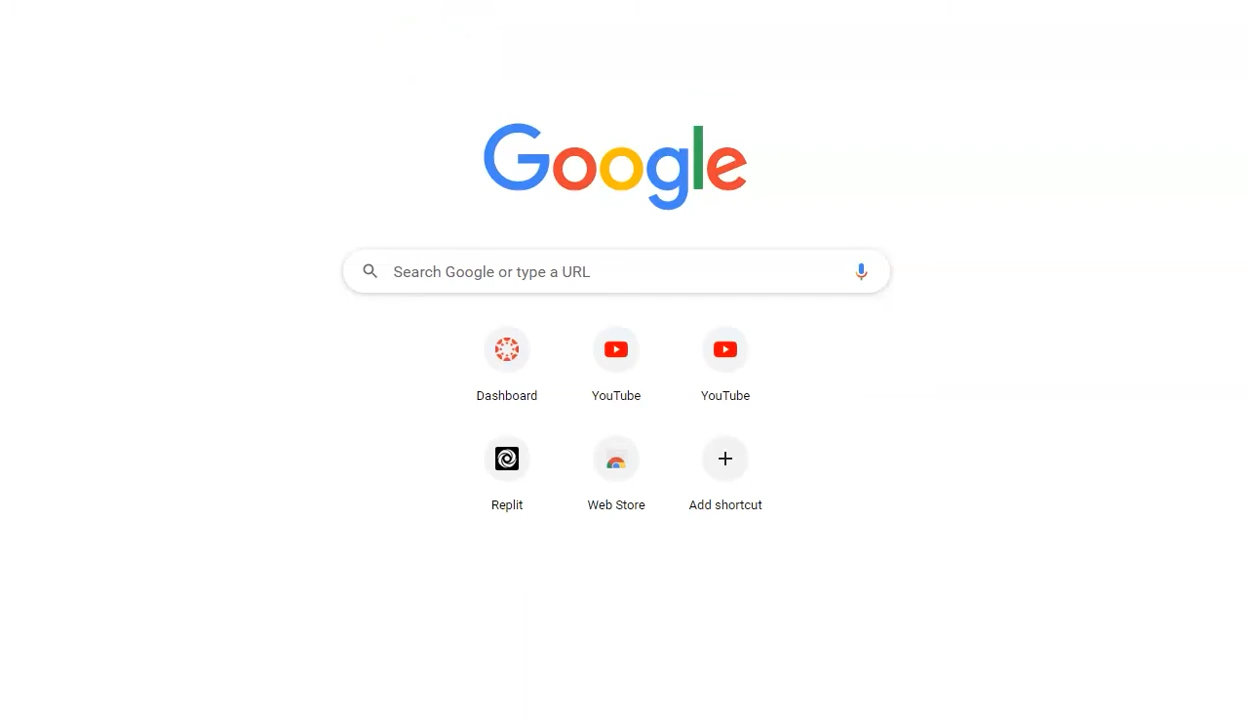 Google
Search Google or type a URL
Dashboard
YouTube
YouTube
Replit
Web Store
Add shortcut